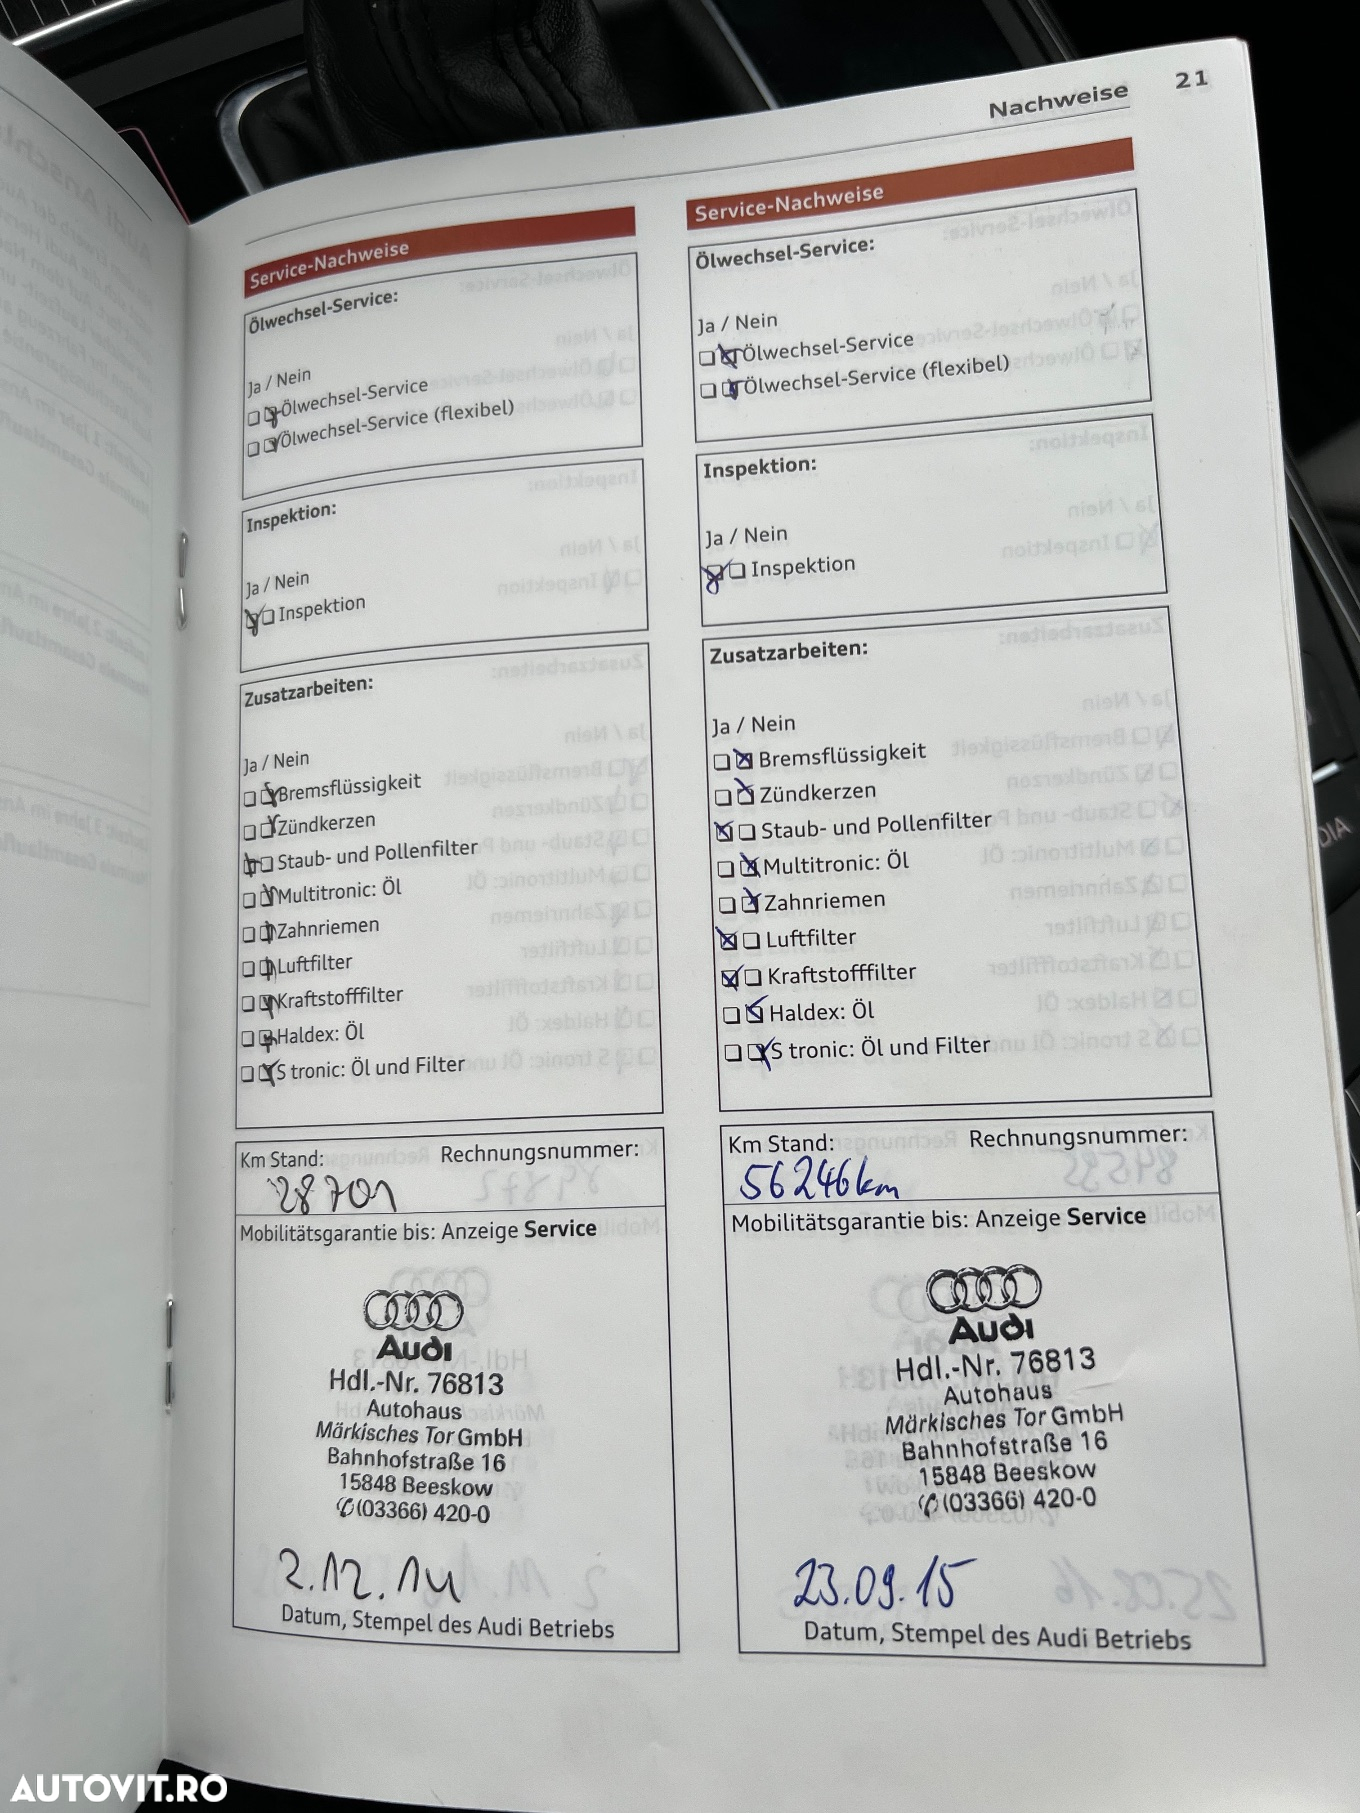 Nachweise 21
Service-Nachweise
Ölwechsel-Service:
Ja / Nein
Ölwechsel-Service
Ölwechsel-Service (flexibel)
Inspektion:
Ja / Nein
Inspektion
Zusatzarbeiten:
Ja / Nein
Bremsflüssigkeit
Zündkerzen
Staub- und Pollenfilter
Multitronic: Öl
Zahnriemen
Luftfilter
Kraftstofffilter
Haldex: Öl
S tronic: Öl und Filter
Km Stand: Rechnungsnummer:
28701
Mobilitätsgarantie bis: Anzeige Service
Audi
Hdl.-Nr. 76813
Autohaus
Märkisches Tor GmbH
Bahnhofstraße 16
15848 Beeskow
✆(03366) 420-0
2.12.14
Datum, Stempel des Audi Betriebs
Service-Nachweise
Ölwechsel-Service:
Ja / Nein
Ölwechsel-Service
Ölwechsel-Service (flexibel)
Inspektion:
Ja / Nein
Inspektion
Zusatzarbeiten:
Ja / Nein
Bremsflüssigkeit
Zündkerzen
Staub- und Pollenfilter
Multitronic: Öl
Zahnriemen
Luftfilter
Kraftstofffilter
Haldex: Öl
S tronic: Öl und Filter
Km Stand: Rechnungsnummer:
56246km
Mobilitätsgarantie bis: Anzeige Service
Audi
Hdl.-Nr. 76813
Autohaus
Märkisches Tor GmbH
Bahnhofstraße 16
15848 Beeskow
✆(03366) 420-0
23.09.15
Datum, Stempel des Audi Betriebs
AUTOVIT.RO